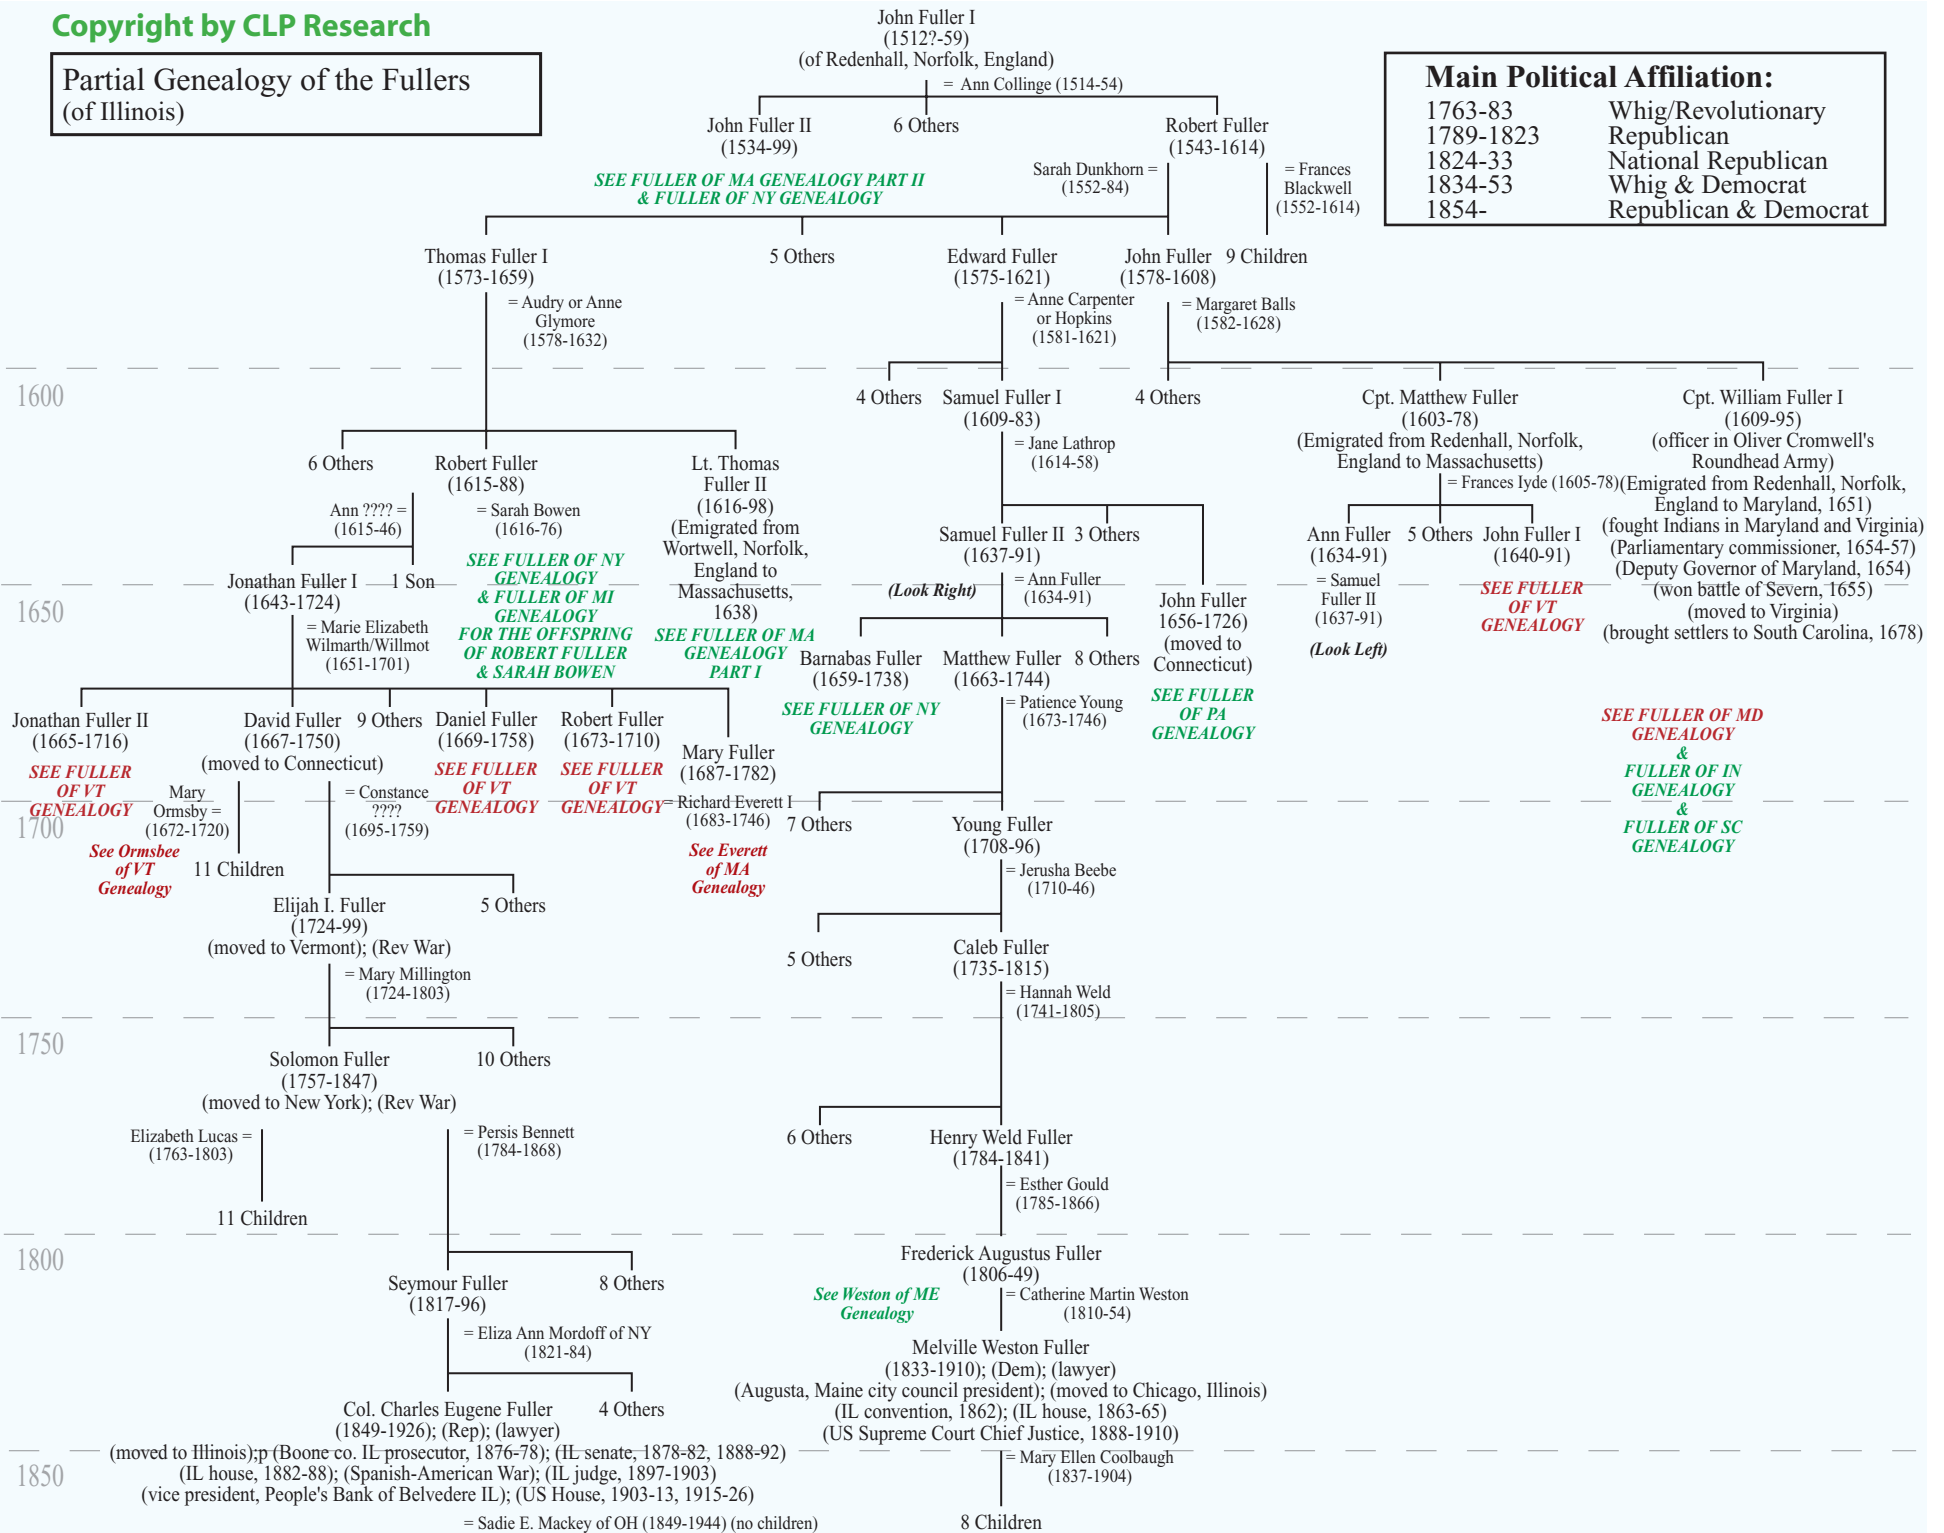 Copyright by CLP Research
Partial Genealogy of the Fullers
(of Illinois)
John Fuller I
(1512?-59)
(of Redenhall, Norfolk, England)
= Ann Collinge (1514-54)
Main Political Affiliation:
1763-83 Whig/Revolutionary
1789-1823 Republican
1824-33 National Republican
1834-53 Whig & Democrat
1854- Republican & Democrat
John Fuller II
(1534-99)
SEE FULLER OF MA GENEALOGY PART II
& FULLER OF NY GENEALOGY
6 Others
Robert Fuller
(1543-1614)
Sarah Dunkhorn =
(1552-84)
= Frances
Blackwell
(1552-1614)
Thomas Fuller I
(1573-1659)
= Audry or Anne
Glymore
(1578-1632)
5 Others
Edward Fuller
(1575-1621)
= Anne Carpenter
or Hopkins
(1581-1621)
John Fuller
(1578-1608)
= Margaret Balls
(1582-1628)
9 Children
1600
4 Others
Samuel Fuller I
(1609-83)
= Jane Lathrop
(1614-58)
4 Others
Cpt. Matthew Fuller
(1603-78)
(Emigrated from Redenhall, Norfolk,
England to Massachusetts)
= Frances Iyde (1605-78)
Cpt. William Fuller I
(1609-95)
(officer in Oliver Cromwell's
Roundhead Army)
(Emigrated from Redenhall, Norfolk,
England to Maryland, 1651)
(fought Indians in Maryland and Virginia)
(Parliamentary commissioner, 1654-57)
(Deputy Governor of Maryland, 1654)
(won battle of Severn, 1655)
(moved to Virginia)
(brought settlers to South Carolina, 1678)
SEE FULLER OF MD
GENEALOGY
&
FULLER OF IN
GENEALOGY
&
FULLER OF SC
GENEALOGY
6 Others
Robert Fuller
(1615-88)
Ann ???? =
(1615-46)
= Sarah Bowen
(1616-76)
SEE FULLER OF NY
GENEALOGY
& FULLER OF MI
GENEALOGY
FOR THE OFFSPRING
OF ROBERT FULLER
& SARAH BOWEN
Lt. Thomas
Fuller II
(1616-98)
(Emigrated from
Wortwell, Norfolk,
England to
Massachusetts,
1638)
SEE FULLER OF MA
GENEALOGY
PART I
Samuel Fuller II
(1637-91)
(Look Right)
= Ann Fuller
(1634-91)
3 Others
John Fuller
1656-1726)
(moved to
Connecticut)
SEE FULLER
OF PA
GENEALOGY
Ann Fuller
(1634-91)
= Samuel
Fuller II
(1637-91)
(Look Left)
5 Others
John Fuller I
(1640-91)
SEE FULLER
OF VT
GENEALOGY
Jonathan Fuller I
(1643-1724)
= Marie Elizabeth
Wilmarth/Willmot
(1651-1701)
1 Son
1650
Barnabas Fuller
(1659-1738)
SEE FULLER OF NY
GENEALOGY
Matthew Fuller
(1663-1744)
= Patience Young
(1673-1746)
8 Others
Jonathan Fuller II
(1665-1716)
SEE FULLER
OF VT
GENEALOGY
David Fuller
(1667-1750)
(moved to Connecticut)
Mary
Ormsby =
(1672-1720)
See Ormsbee
of VT
Genealogy
= Constance
????
(1695-1759)
9 Others
Daniel Fuller
(1669-1758)
SEE FULLER
OF VT
GENEALOGY
Robert Fuller
(1673-1710)
SEE FULLER
OF VT
GENEALOGY
Mary Fuller
(1687-1782)
= Richard Everett I
(1683-1746)
See Everett
of MA
Genealogy
1700
11 Children
7 Others
Young Fuller
(1708-96)
= Jerusha Beebe
(1710-46)
Elijah I. Fuller
(1724-99)
(moved to Vermont); (Rev War)
= Mary Millington
(1724-1803)
5 Others
5 Others
Caleb Fuller
(1735-1815)
= Hannah Weld
(1741-1805)
1750
Solomon Fuller
(1757-1847)
(moved to New York); (Rev War)
10 Others
Elizabeth Lucas =
(1763-1803)
= Persis Bennett
(1784-1868)
11 Children
6 Others
Henry Weld Fuller
(1784-1841)
= Esther Gould
(1785-1866)
1800
Seymour Fuller
(1817-96)
= Eliza Ann Mordoff of NY
(1821-84)
8 Others
Frederick Augustus Fuller
(1806-49)
See Weston of ME
Genealogy
= Catherine Martin Weston
(1810-54)
Melville Weston Fuller
(1833-1910); (Dem); (lawyer)
(Augusta, Maine city council president); (moved to Chicago, Illinois)
(IL convention, 1862); (IL house, 1863-65)
(US Supreme Court Chief Justice, 1888-1910)
= Mary Ellen Coolbaugh
(1837-1904)
8 Children
Col. Charles Eugene Fuller
(1849-1926); (Rep); (lawyer)
(moved to Illinois);p (Boone co. IL prosecutor, 1876-78); (IL senate, 1878-82, 1888-92)
(IL house, 1882-88); (Spanish-American War); (IL judge, 1897-1903)
(vice president, People's Bank of Belvedere IL); (US House, 1903-13, 1915-26)
= Sadie E. Mackey of OH (1849-1944) (no children)
4 Others
1850